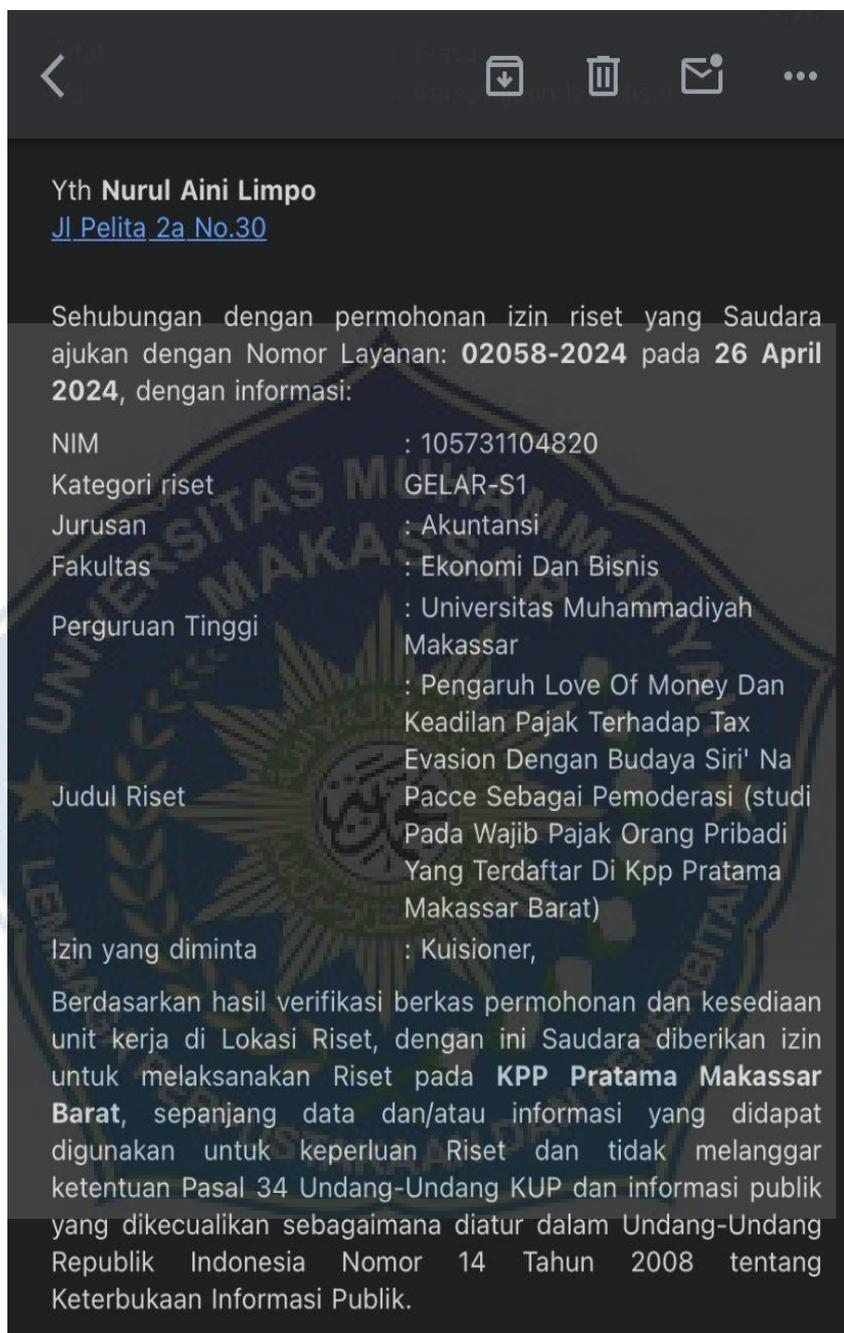 Yth Nurul Aini Limpo
Jl Pelita 2a No.30
Sehubungan dengan permohonan izin riset yang Saudara
ajukan dengan Nomor Layanan: 02058-2024 pada 26 April
2024, dengan informasi:
NIM : 105731104820
Kategori riset GELAR-S1
Jurusan : Akuntansi
Fakultas : Ekonomi Dan Bisnis
Perguruan Tinggi : Universitas Muhammadiyah
Makassar
Judul Riset : Pengaruh Love Of Money Dan
Keadilan Pajak Terhadap Tax
Evasion Dengan Budaya Siri' Na
Pacce Sebagai Pemoderasi (studi
Pada Wajib Pajak Orang Pribadi
Yang Terdaftar Di Kpp Pratama
Makassar Barat)
Izin yang diminta : Kuisioner,
Berdasarkan hasil verifikasi berkas permohonan dan kesediaan
unit kerja di Lokasi Riset, dengan ini Saudara diberikan izin
untuk melaksanakan Riset pada KPP Pratama Makassar
Barat, sepanjang data dan/atau informasi yang didapat
digunakan untuk keperluan Riset dan tidak melanggar
ketentuan Pasal 34 Undang-Undang KUP dan informasi publik
yang dikecualikan sebagaimana diatur dalam Undang-Undang
Republik Indonesia Nomor 14 Tahun 2008 tentang
Keterbukaan Informasi Publik.
UNIVERSITAS MUHAMMADIYAH
MAKASSAR
LEMBAGA PERPUSTAKAAN DAN PENERBITAN